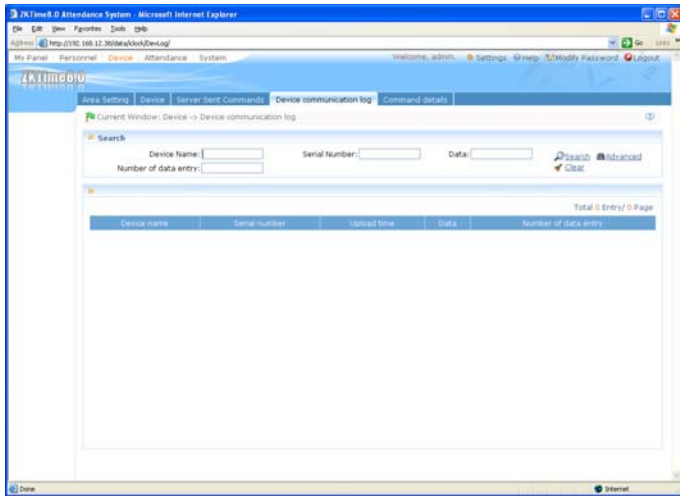 ZKTime8.0 Attendance System - Microsoft Internet Explorer
File Edit View Favorites Tools Help
Address http://192.168.12.38/data/iclock/DevLog/ Go Links
My Panel Personnel Device Attendance System Welcome, admin. Settings Help Modify Password Logout
ZKTime8.0
Area Setting Device Server Sent Commands Device communication log Command details
Current Window: Device -> Device communication log
Search
Device Name: Serial Number: Data: Search Advanced
Number of data entry: Clear
Total 0 Entry/ 0 Page
Device name Serial number Upload time Data Number of data entry
Done Internet